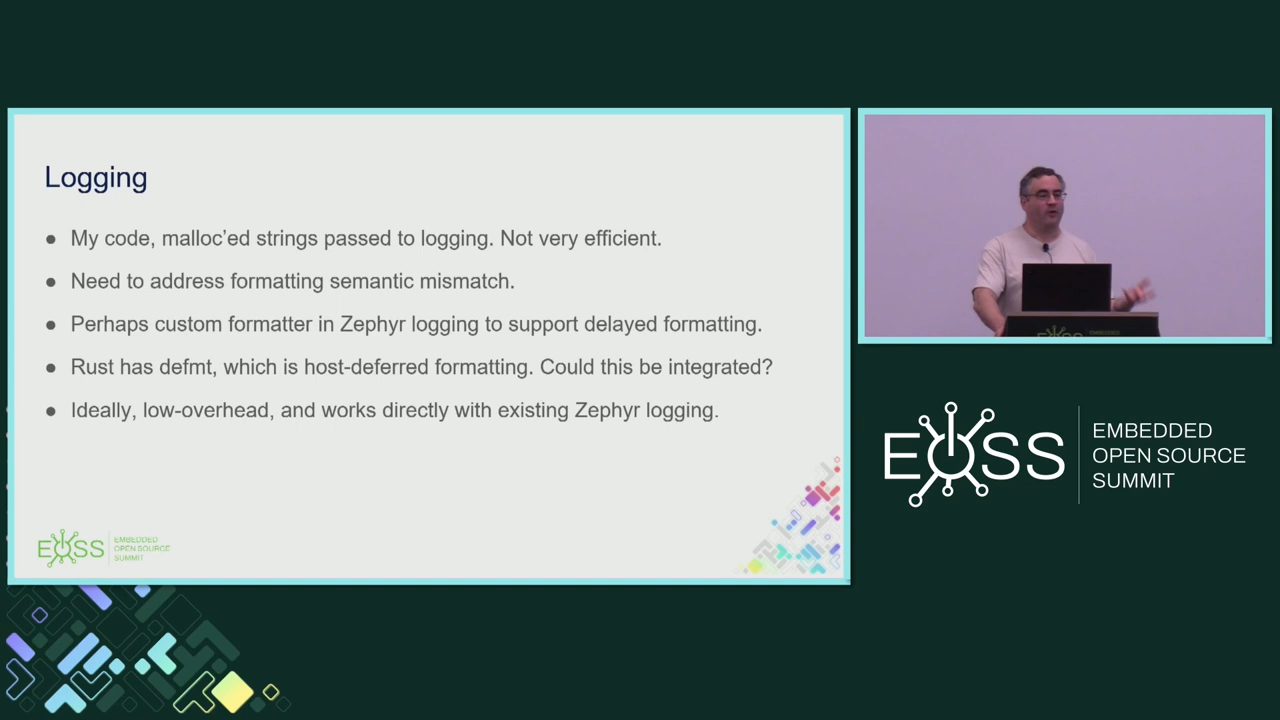 Logging
● My code, malloc’ed strings passed to logging. Not very efficient.
● Need to address formatting semantic mismatch.
● Perhaps custom formatter in Zephyr logging to support delayed formatting.
● Rust has defmt, which is host-deferred formatting. Could this be integrated?
● Ideally, low-overhead, and works directly with existing Zephyr logging.
EOSS
EMBEDDED
OPEN SOURCE
SUMMIT
EOSS
EMBEDDED
OPEN SOURCE
SUMMIT